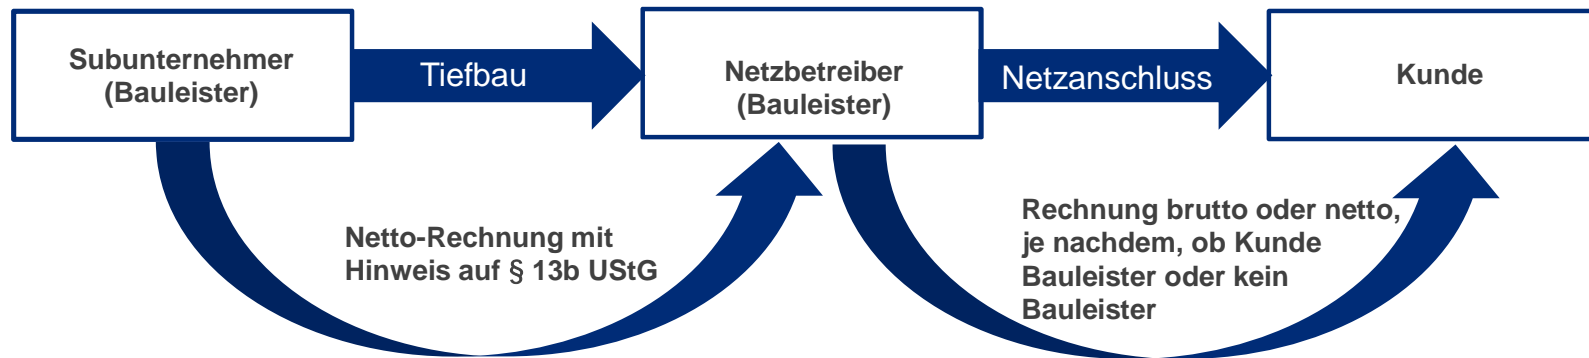 Subunternehmer
(Bauleister)
Tiefbau
Netzbetreiber
(Bauleister)
Netzanschluss
Kunde
Netto-Rechnung mit
Hinweis auf § 13b UStG
Rechnung brutto oder netto,
je nachdem, ob Kunde
Bauleister oder kein
Bauleister